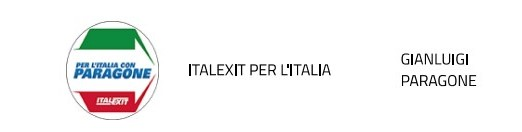 PER L'ITALIA CON
PARAGONE
ITALEXIT
ITALEXIT PER L'ITALIA
GIANLUIGI
PARAGONE